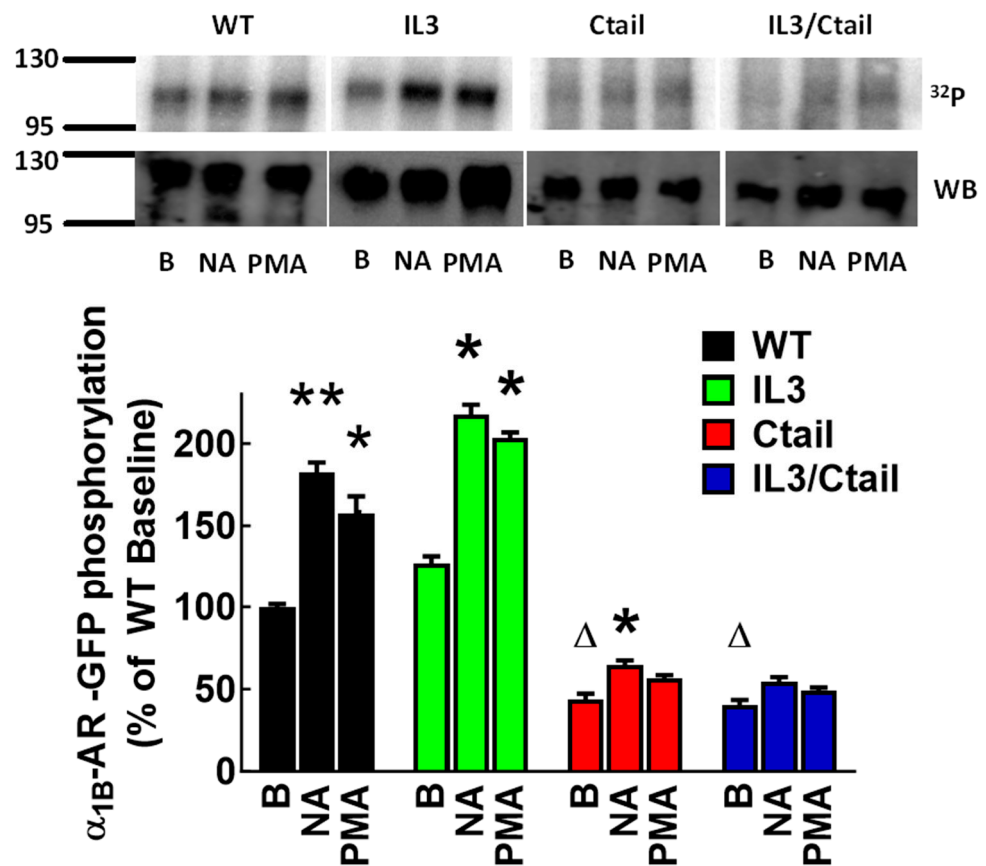 WT IL3 Ctail IL3/Ctail
130
32P
95
130
WB
95
B NA PMA B NA PMA B NA PMA B NA PMA
α1B-AR -GFP phosphorylation
(% of WT Baseline)
200
150
100
50
0
** * * * Δ * Δ
WT
IL3
Ctail
IL3/Ctail
B NA PMA B NA PMA B NA PMA B NA PMA